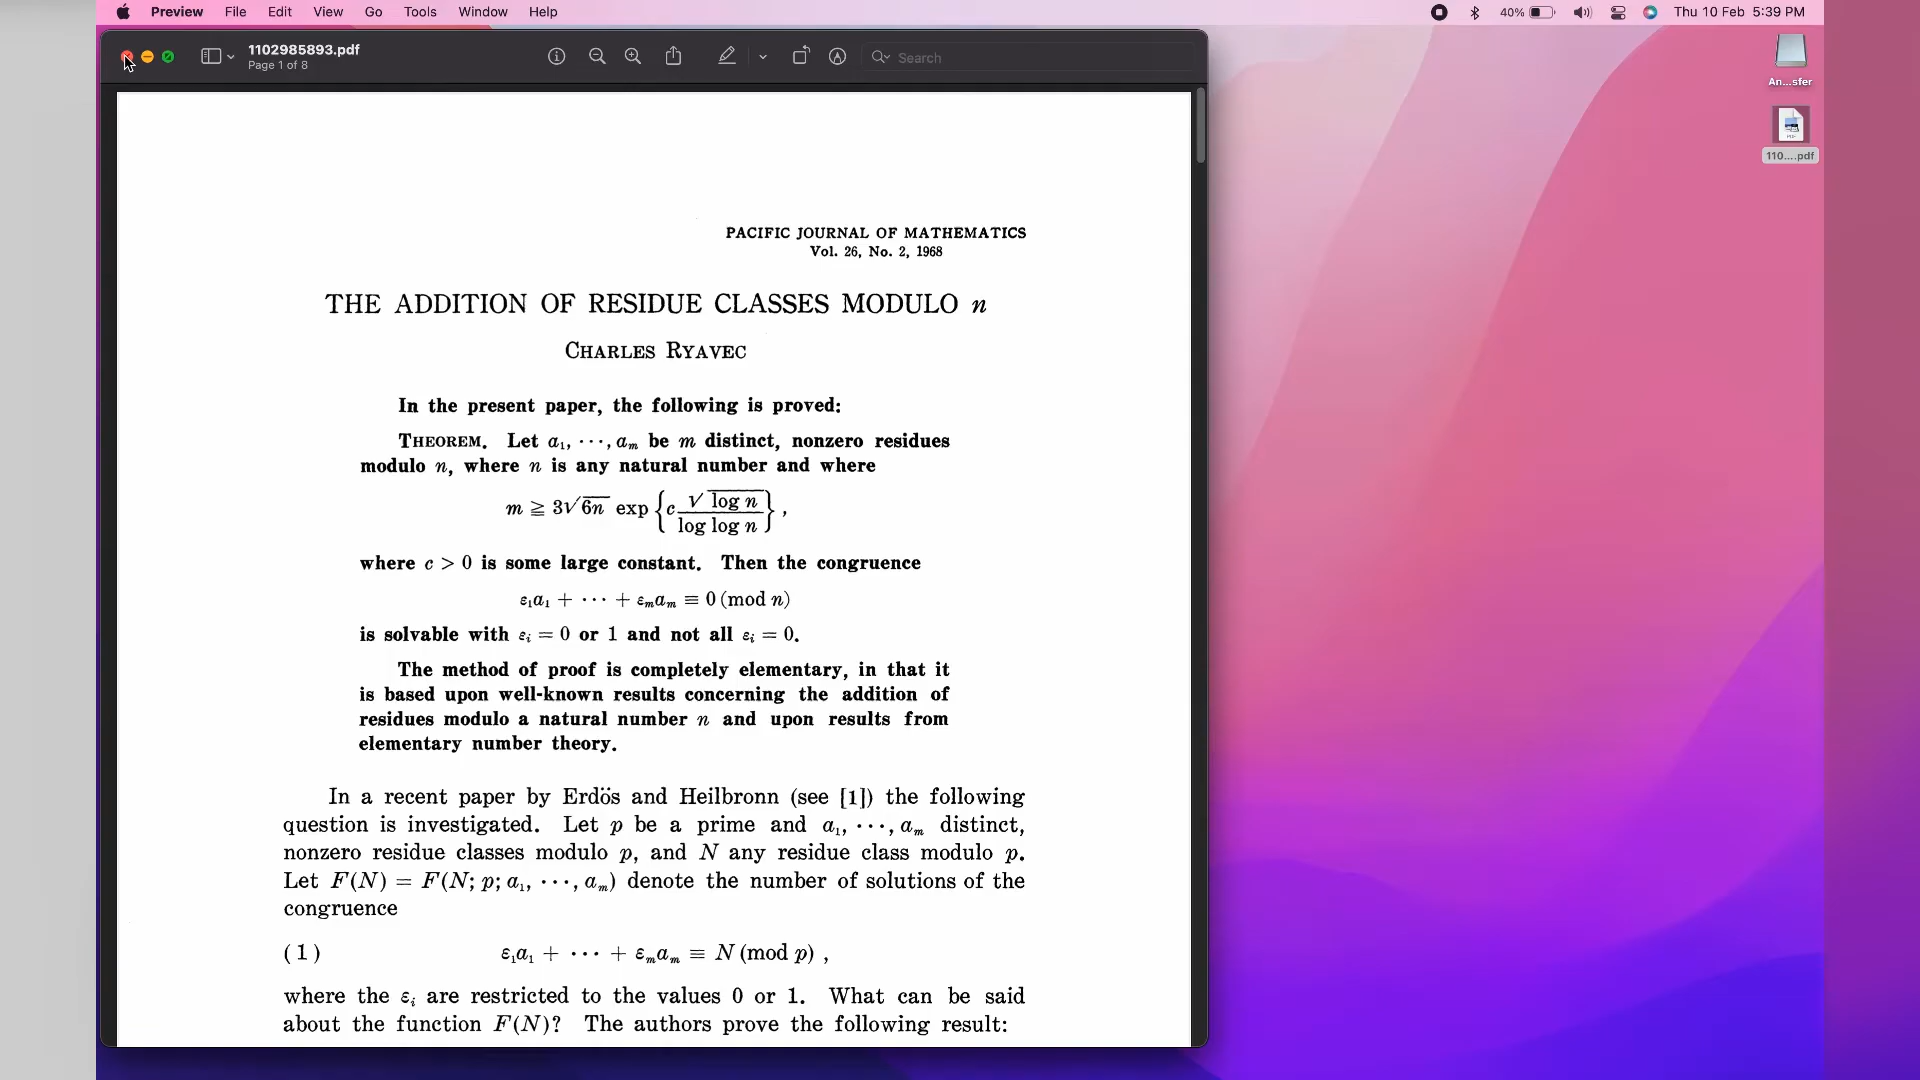 Preview File Edit View Go Tools Window Help
40% Thu 10 Feb 5:39 PM
1102985893.pdf
Page 1 of 8
Search
An...sfer
PDF
110....pdf
PACIFIC JOURNAL OF MATHEMATICS
Vol. 26, No. 2, 1968
THE ADDITION OF RESIDUE CLASSES MODULO n
CHARLES RYAVEC
In the present paper, the following is proved:
THEOREM. Let a₁, ···, aₘ be m distinct, nonzero residues
modulo n, where n is any natural number and where
m ≧ 3√6n exp {c √log n / log log n} ,
where c > 0 is some large constant. Then the congruence
ε₁a₁ + ··· + εₘaₘ ≡ 0 (mod n)
is solvable with εᵢ = 0 or 1 and not all εᵢ = 0.
The method of proof is completely elementary, in that it
is based upon well-known results concerning the addition of
residues modulo a natural number n and upon results from
elementary number theory.
In a recent paper by Erdös and Heilbronn (see [1]) the following
question is investigated. Let p be a prime and a₁, ···, aₘ distinct,
nonzero residue classes modulo p, and N any residue class modulo p.
Let F(N) = F(N; p; a₁, ···, aₘ) denote the number of solutions of the
congruence
(1) ε₁a₁ + ··· + εₘaₘ ≡ N (mod p) ,
where the εᵢ are restricted to the values 0 or 1. What can be said
about the function F(N)? The authors prove the following result: